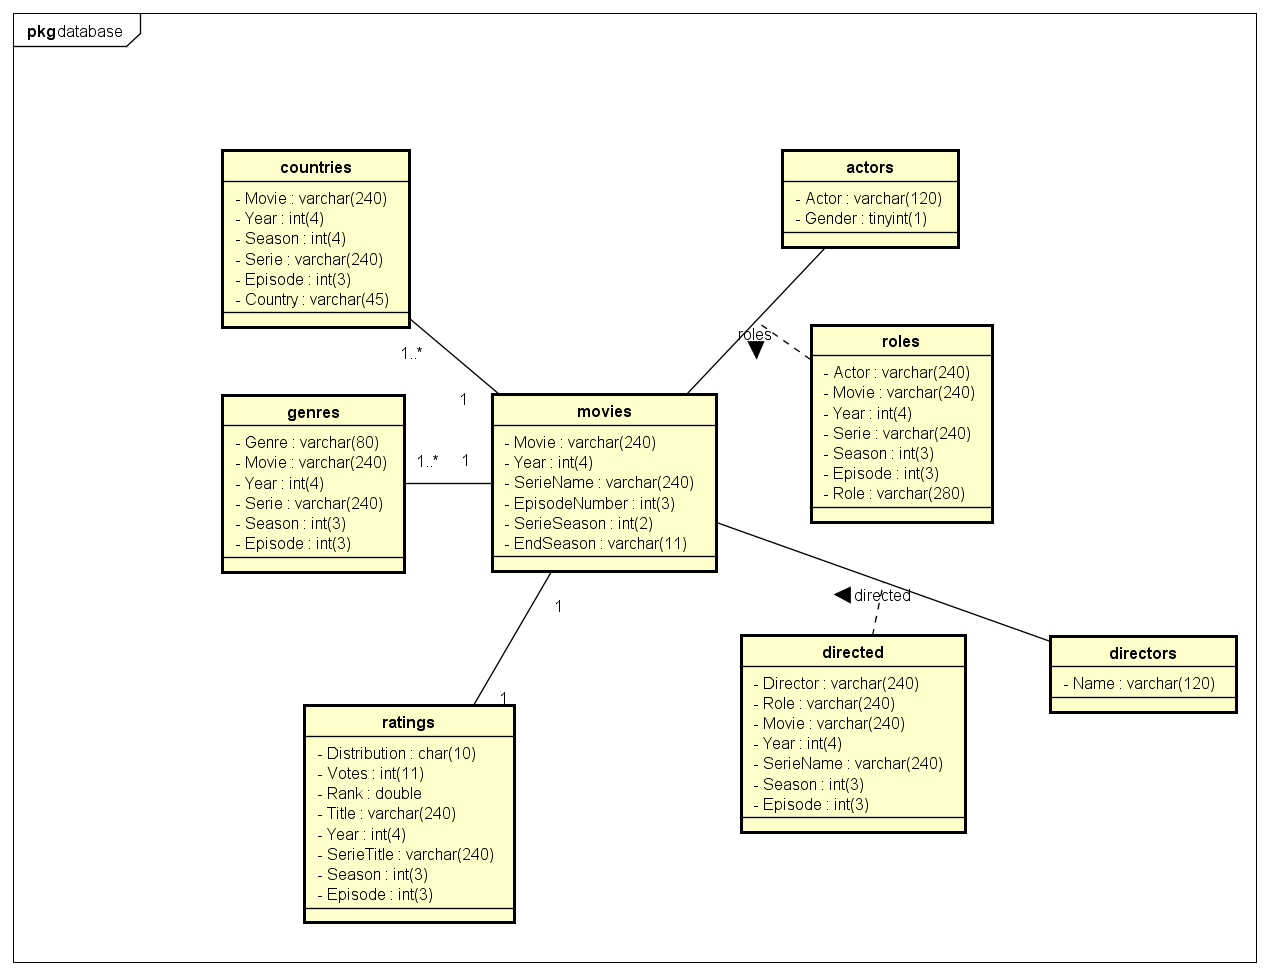 pkg database
countries
- Movie : varchar(240)
- Year : int(4)
- Season : int(4)
- Serie : varchar(240)
- Episode : int(3)
- Country : varchar(45)
actors
- Actor : varchar(120)
- Gender : tinyint(1)
1..*
1
roles
roles
- Actor : varchar(240)
- Movie : varchar(240)
- Year : int(4)
- Serie : varchar(240)
- Season : int(3)
- Episode : int(3)
- Role : varchar(280)
genres
- Genre : varchar(80)
- Movie : varchar(240)
- Year : int(4)
- Serie : varchar(240)
- Season : int(3)
- Episode : int(3)
1..*
1
movies
- Movie : varchar(240)
- Year : int(4)
- SerieName : varchar(240)
- EpisodeNumber : int(3)
- SerieSeason : int(2)
- EndSeason : varchar(11)
1
1
directed
ratings
- Distribution : char(10)
- Votes : int(11)
- Rank : double
- Title : varchar(240)
- Year : int(4)
- SerieTitle : varchar(240)
- Season : int(3)
- Episode : int(3)
directed
- Director : varchar(240)
- Role : varchar(240)
- Movie : varchar(240)
- Year : int(4)
- SerieName : varchar(240)
- Season : int(3)
- Episode : int(3)
directors
- Name : varchar(120)